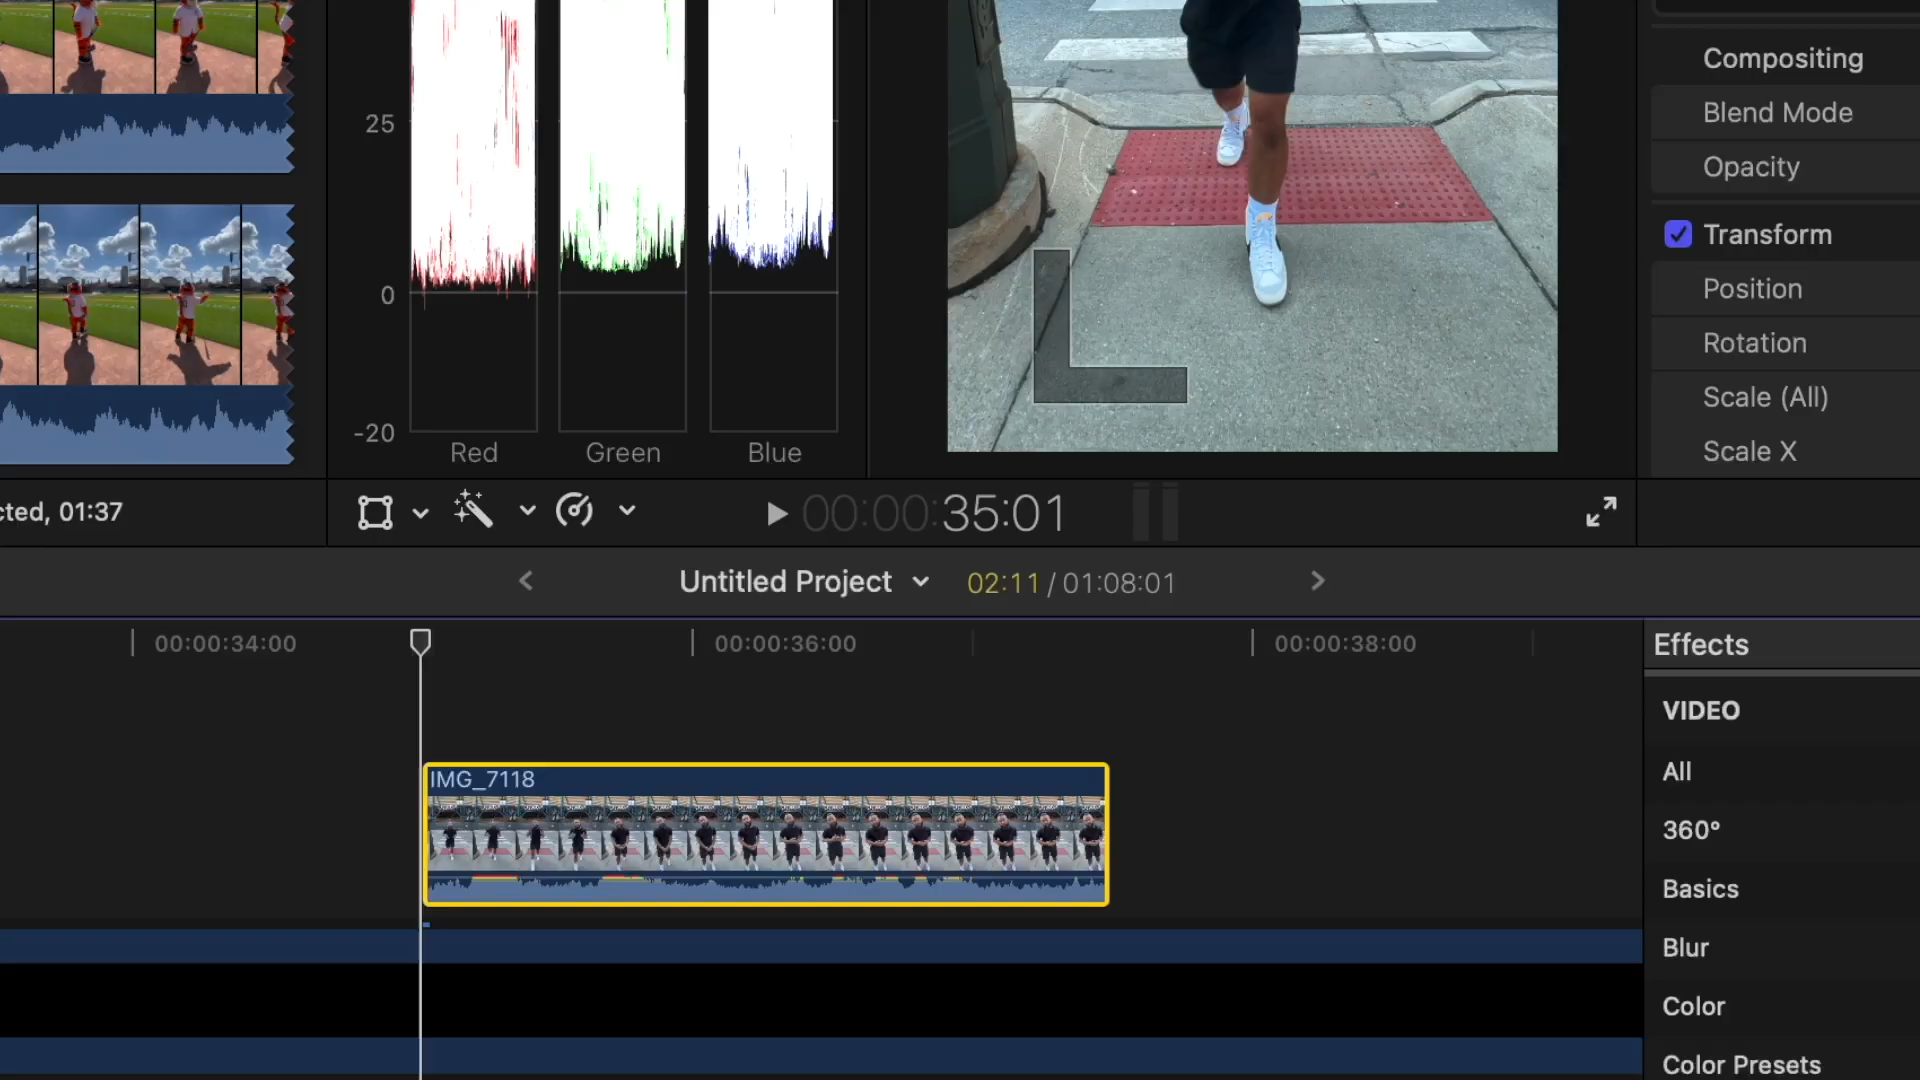 25
0
-20
Red Green Blue
Compositing
Blend Mode
Opacity
Transform
Position
Rotation
Scale (All)
Scale X
cted, 01:37
00:00:35:01
Untitled Project 02:11 / 01:08:01
00:00:34:00 00:00:36:00 00:00:38:00
IMG_7118
Effects
VIDEO
All
360°
Basics
Blur
Color
Color Presets